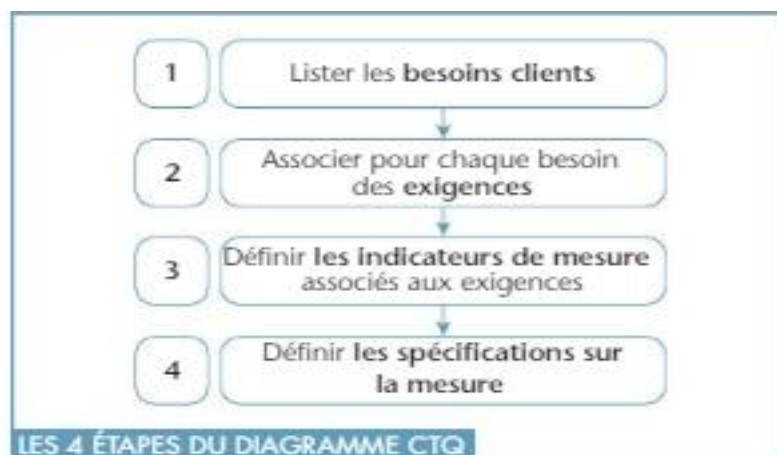 1
Lister les besoins clients
2
Associer pour chaque besoin
des exigences
3
Définir les indicateurs de mesure
associés aux exigences
4
Définir les spécifications sur
la mesure
LES 4 ÉTAPES DU DIAGRAMME CTQ